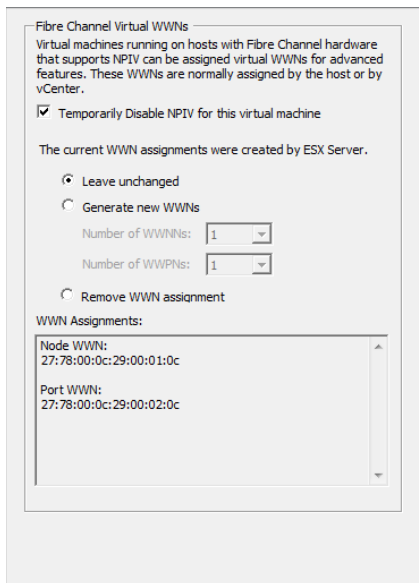 Fibre Channel Virtual WWNs
Virtual machines running on hosts with Fibre Channel hardware
that supports NPIV can be assigned virtual WWNs for advanced
features. These WWNs are normally assigned by the host or by
vCenter.
Temporarily Disable NPIV for this virtual machine
The current WWN assignments were created by ESX Server.
Leave unchanged
Generate new WWNs
Number of WWNNs: 1
Number of WWPNs: 1
Remove WWN assignment
WWN Assignments:
Node WWN:
27:78:00:0c:29:00:01:0c
Port WWN:
27:78:00:0c:29:00:02:0c